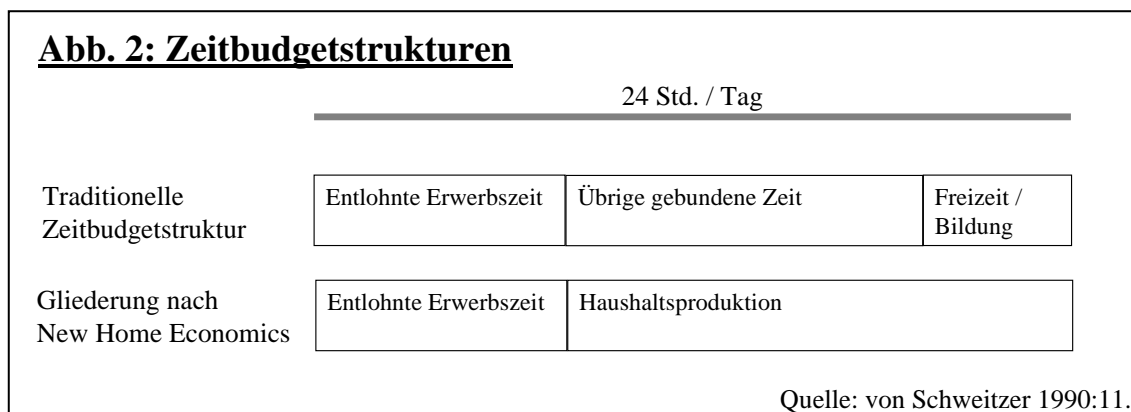 Abb. 2: Zeitbudgetstrukturen
24 Std. / Tag
Traditionelle
Zeitbudgetstruktur
Entlohnte Erwerbszeit
Übrige gebundene Zeit
Freizeit /
Bildung
Gliederung nach
New Home Economics
Entlohnte Erwerbszeit
Haushaltsproduktion
Quelle: von Schweitzer 1990:11.